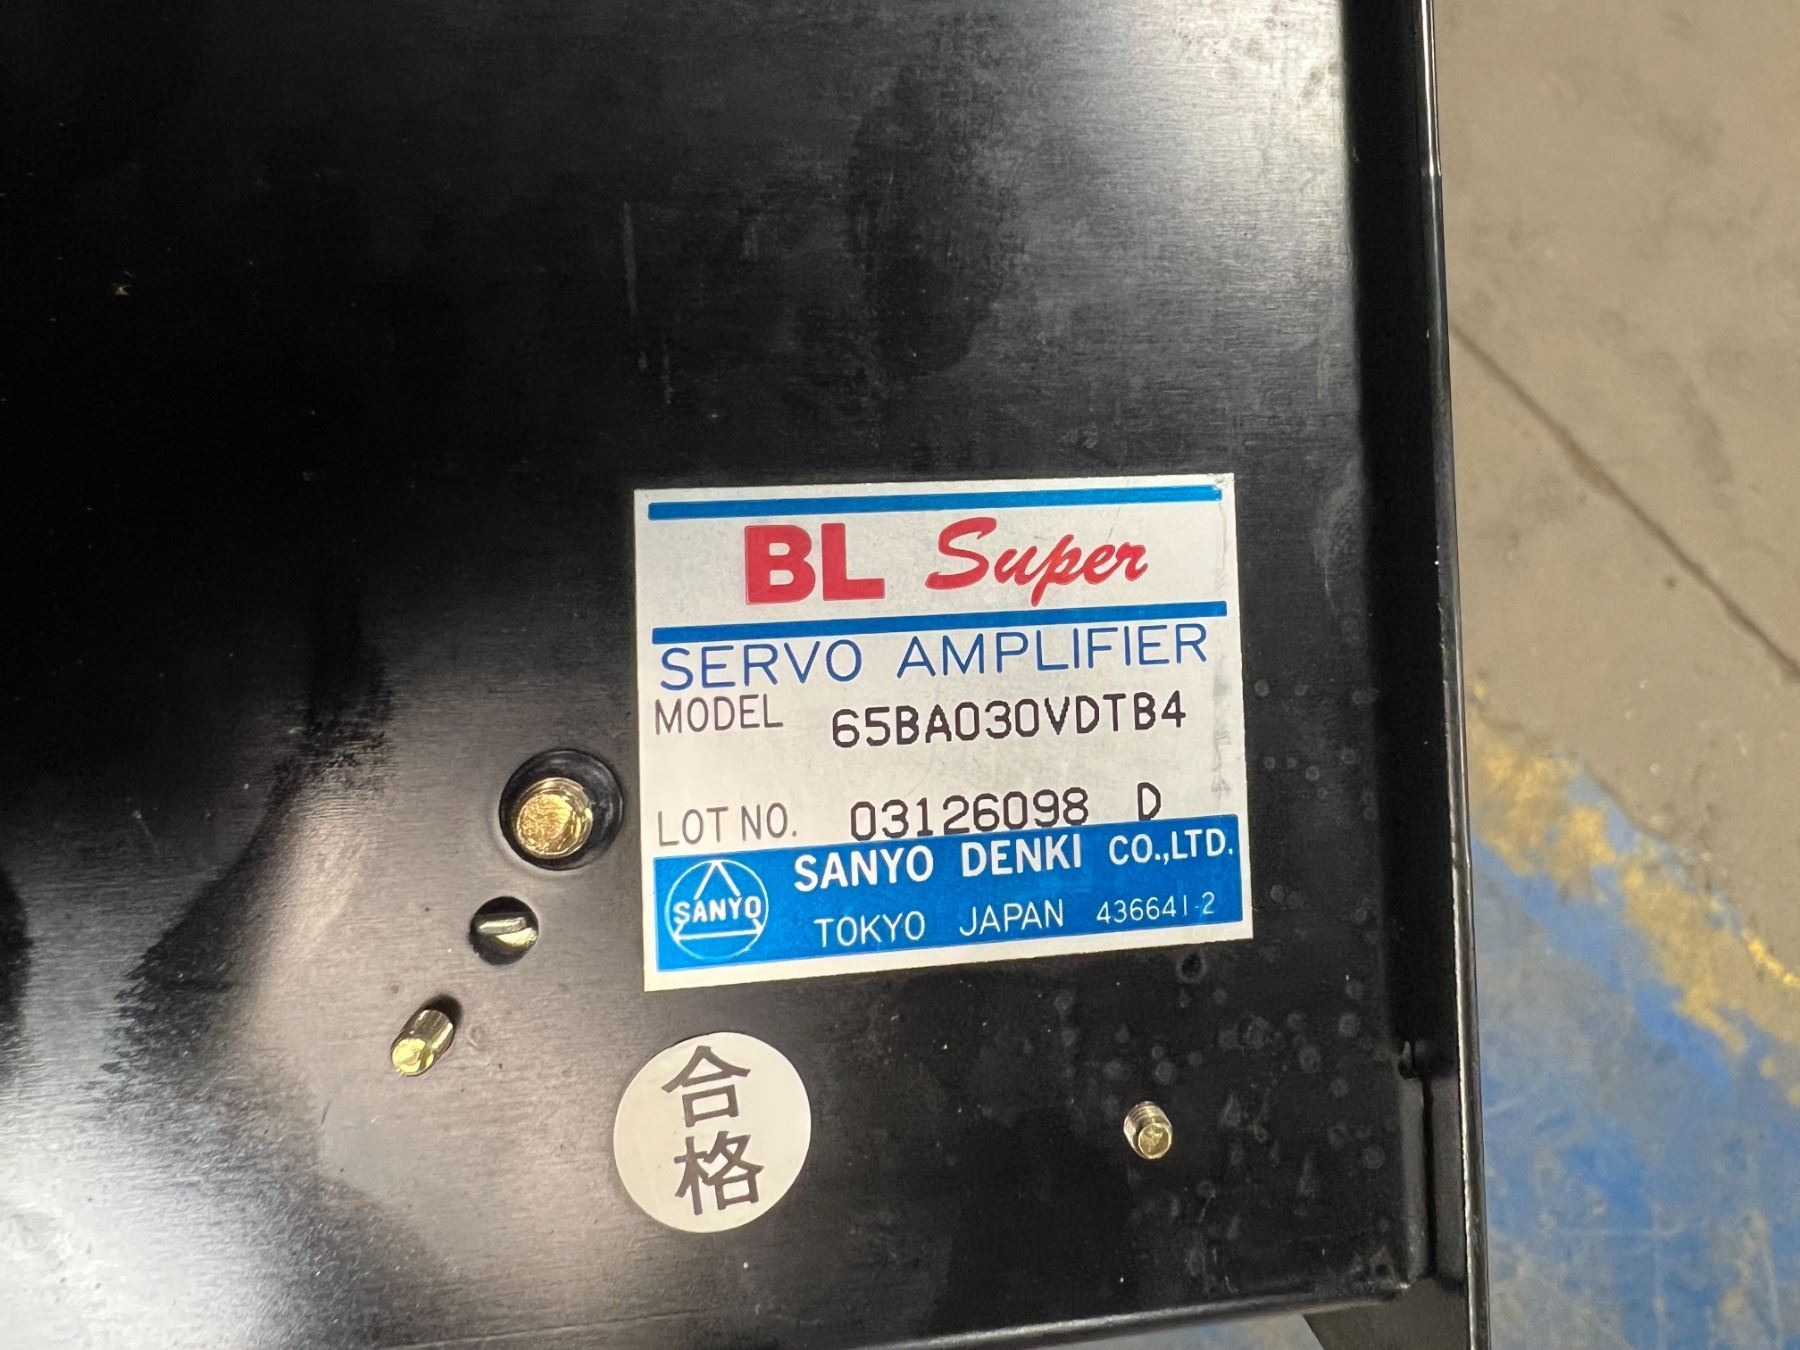 BL Super
SERVO AMPLIFIER
MODEL 65BA030VDTB4
LOT NO. 03126098 D
SANYO DENKI CO.,LTD.
SANYO
TOKYO JAPAN 436641-2
合
格